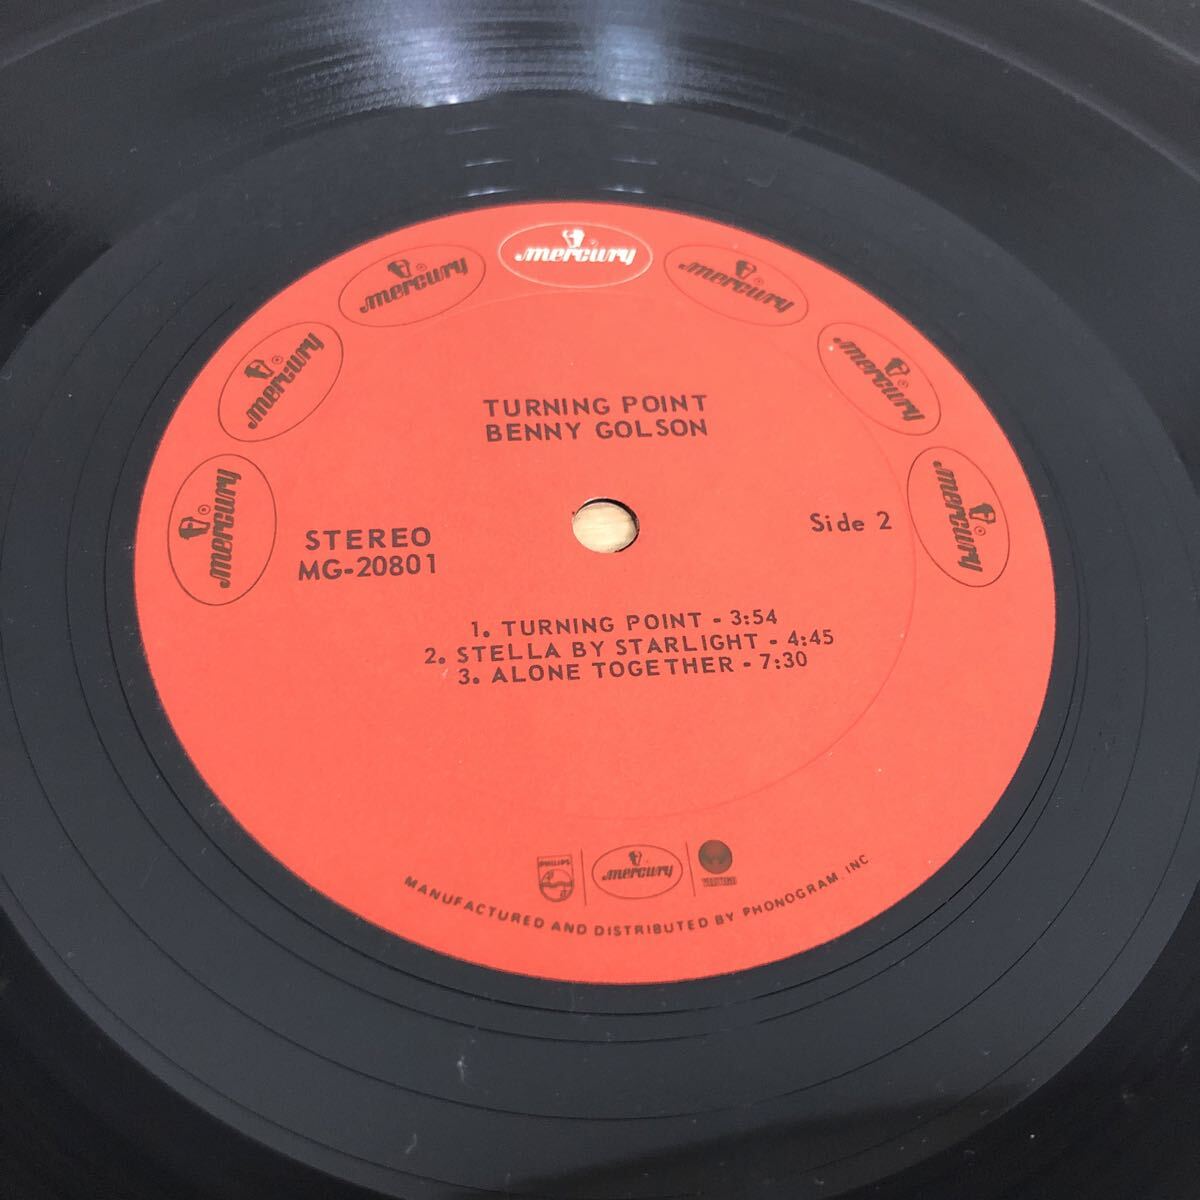 mercury
mercury
mercury
mercury
mercury
mercury
mercury
TURNING POINT
BENNY GOLSON
STEREO
MG-20801
Side 2
1. TURNING POINT - 3:54
2. STELLA BY STARLIGHT - 4:45
3. ALONE TOGETHER - 7:30
PHILIPS
mercury
VERTIGO
MANUFACTURED AND DISTRIBUTED BY PHONOGRAM, INC